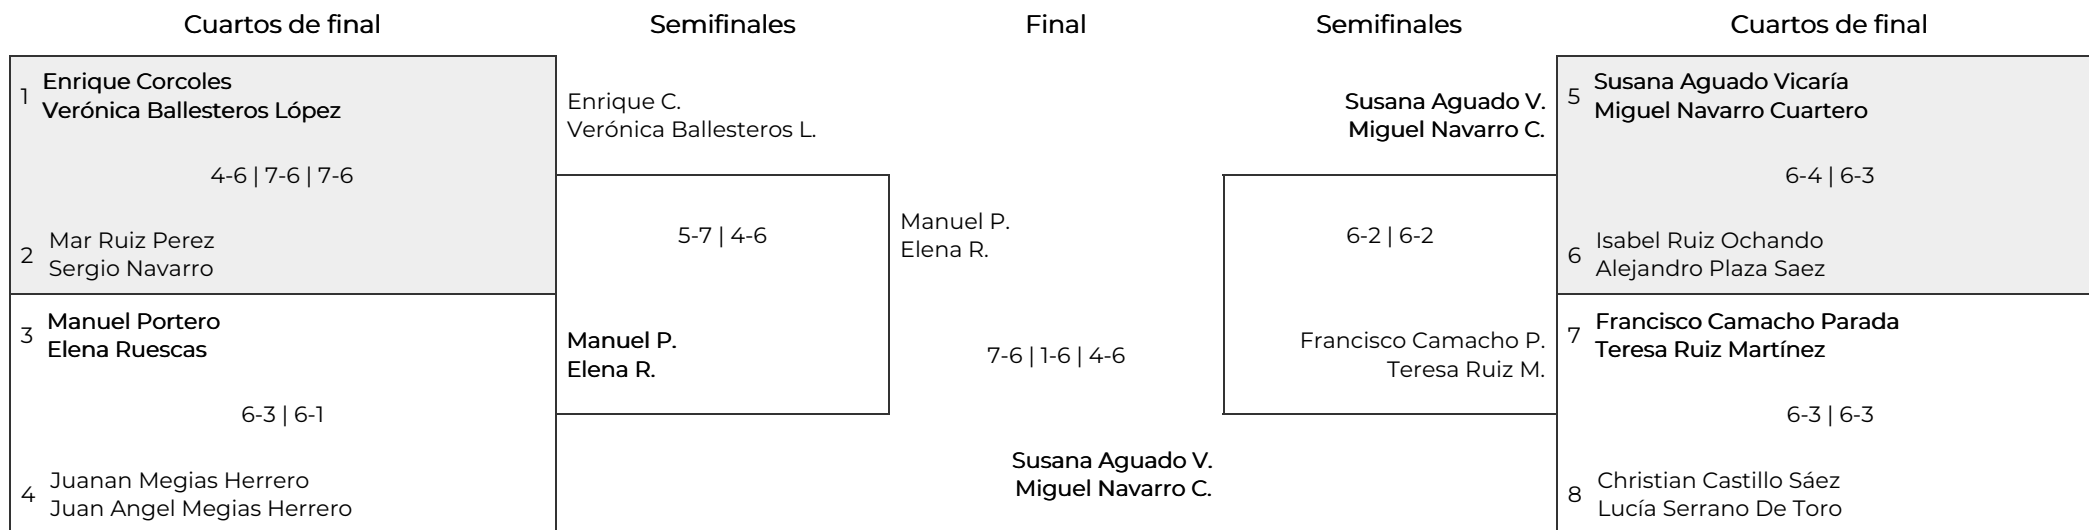 Cuartos de final
Semifinales
Final
Semifinales
Cuartos de final
1
Enrique Corcoles
Verónica Ballesteros López
4-6 | 7-6 | 7-6
2
Mar Ruiz Perez
Sergio Navarro
3
Manuel Portero
Elena Ruescas
6-3 | 6-1
4
Juanan Megias Herrero
Juan Angel Megias Herrero
Enrique C.
Verónica Ballesteros L.
5-7 | 4-6
Manuel P.
Elena R.
Manuel P.
Elena R.
7-6 | 1-6 | 4-6
Susana Aguado V.
Miguel Navarro C.
Susana Aguado V.
Miguel Navarro C.
6-2 | 6-2
Francisco Camacho P.
Teresa Ruiz M.
5
Susana Aguado Vicaría
Miguel Navarro Cuartero
6-4 | 6-3
6
Isabel Ruiz Ochando
Alejandro Plaza Saez
7
Francisco Camacho Parada
Teresa Ruiz Martínez
6-3 | 6-3
8
Christian Castillo Sáez
Lucía Serrano De Toro